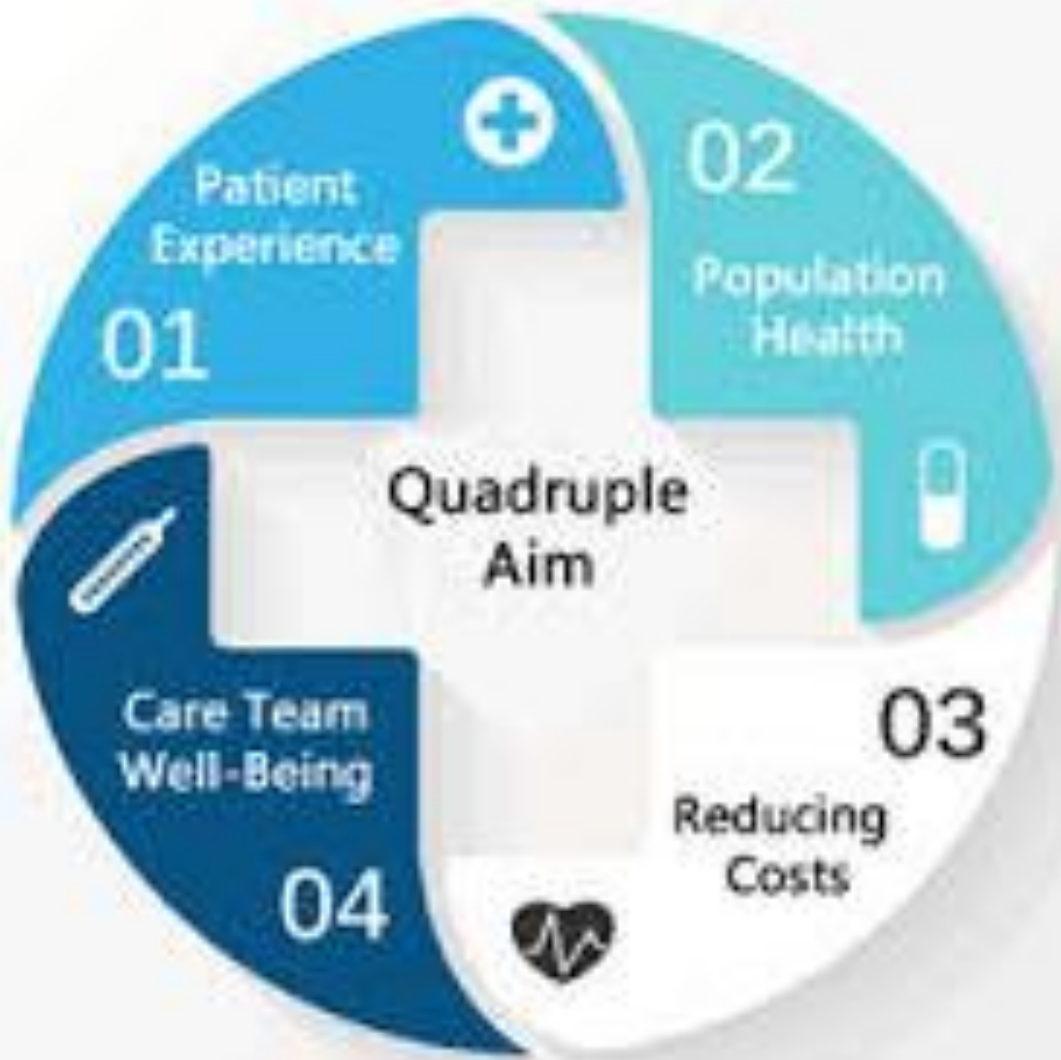 Patient
Experience
01
02
Population
Health
Quadruple
Aim
03
Reducing
Costs
Care Team
Well-Being
04